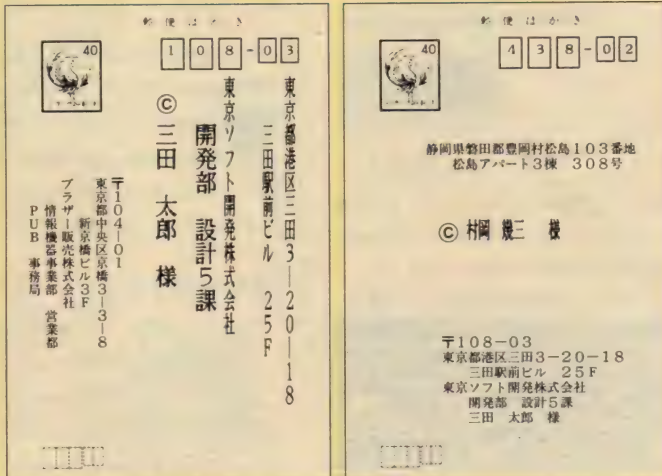 郵便はがき
40
108-03
東京都港区三田3―20―18
三田駅前ビル 25F
東京ソフト開発株式会社
開発部 設計5課
Ⓒ三田 太郎 様
〒104―01
東京都中央区京橋3―3―8
新京橋ビル3F
ブラザー販売株式会社
情報機器事業部 営業部
PUB 事務局
郵便はがき
40
438-02
静岡県磐田郡豊岡村松島103番地
松島アパート3棟 308号
Ⓒ 村岡 幾三 様
〒108-03
東京都港区三田3-20-18
三田駅前ビル 25F
東京ソフト開発株式会社
開発部 設計5課
三田 太郎 様